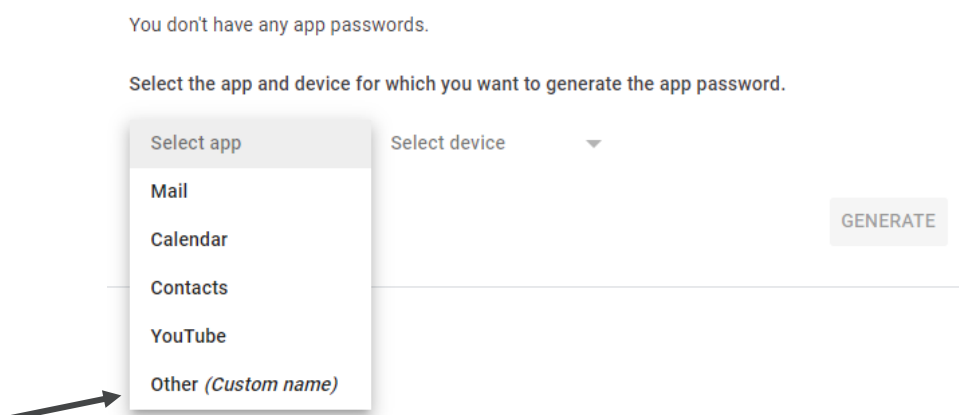 You don't have any app passwords.
Select the app and device for which you want to generate the app password.
Select app Select device
Mail
GENERATE
Calendar
Contacts
YouTube
Other (Custom name)